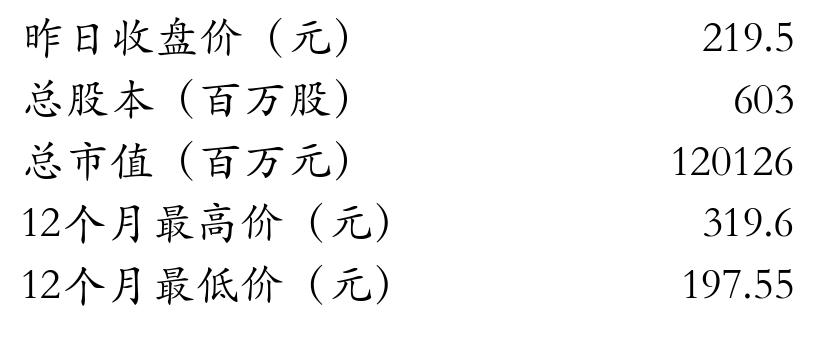 昨日收盘价（元） 219.5
总股本（百万股） 603
总市值（百万元） 120126
12个月最高价（元） 319.6
12个月最低价（元） 197.55